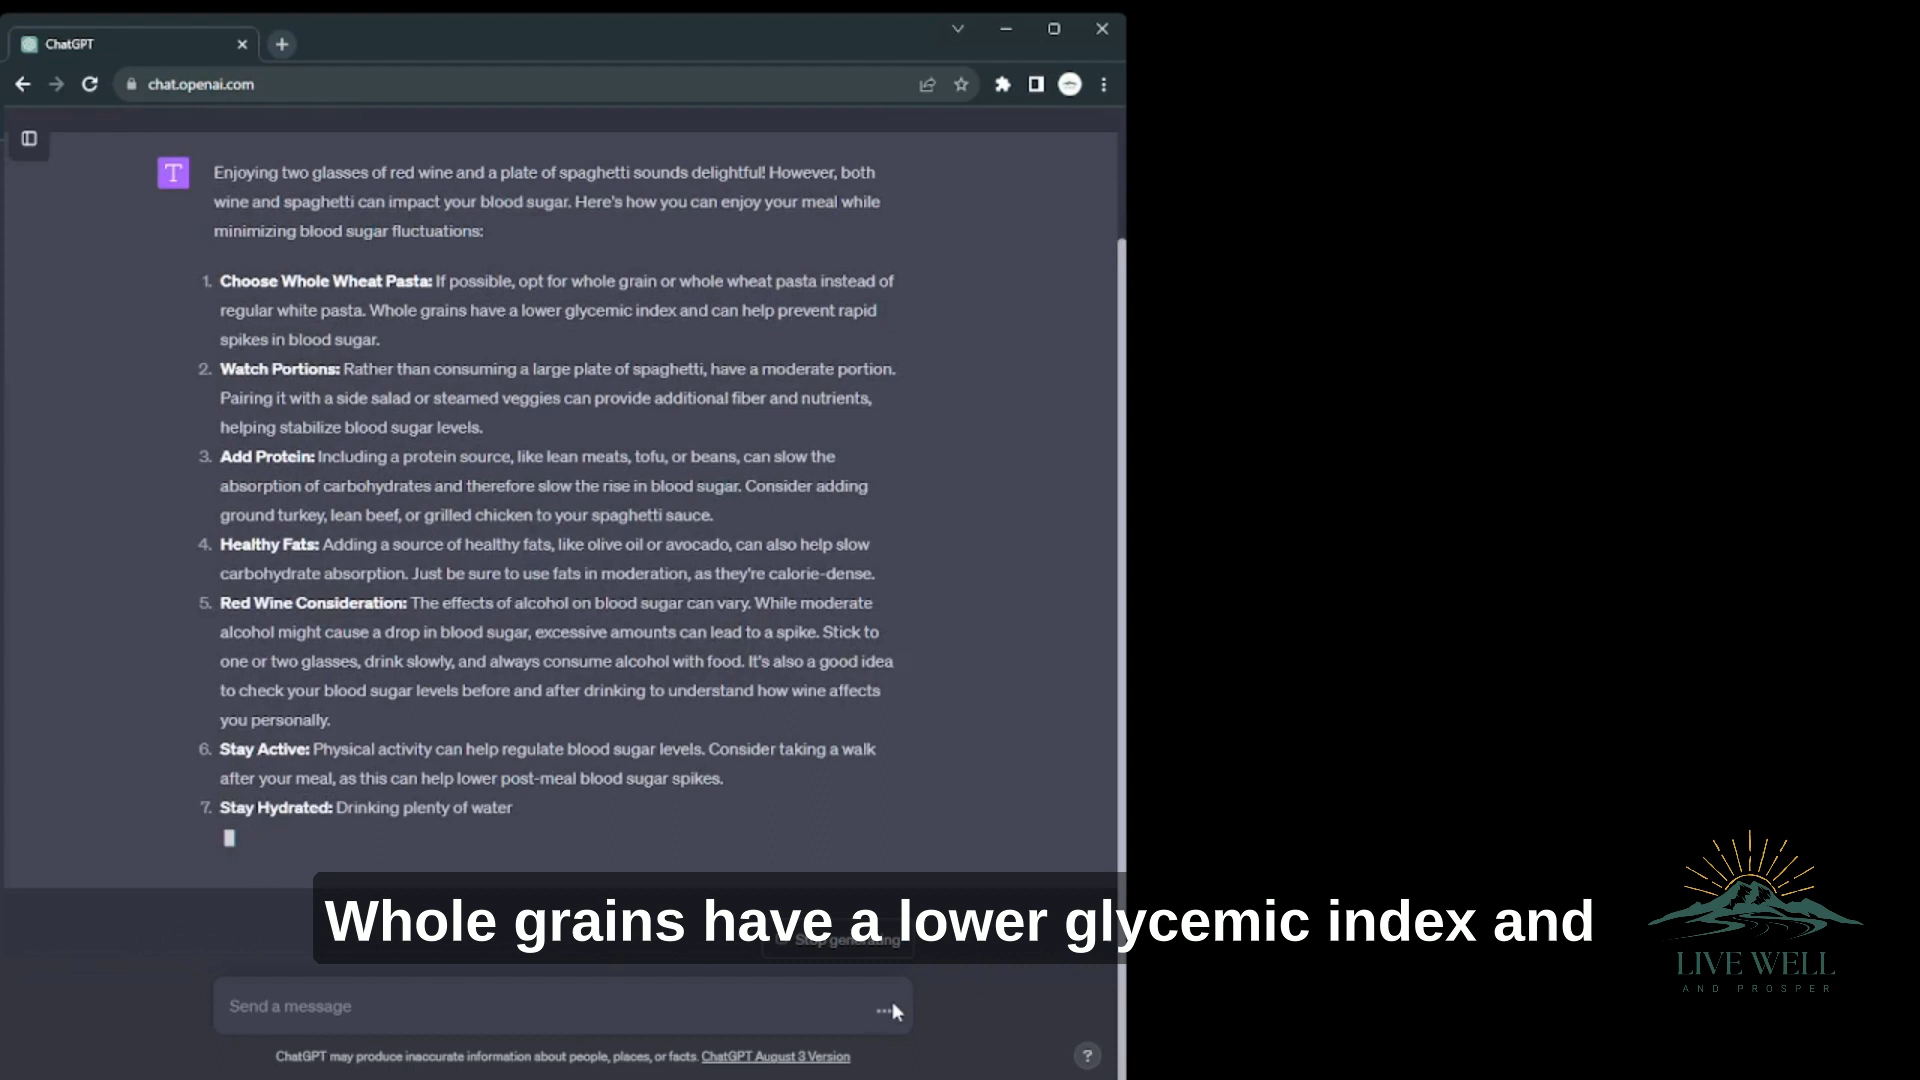 ChatGPT
chat.openai.com
T
Enjoying two glasses of red wine and a plate of spaghetti sounds delightful! However, both
wine and spaghetti can impact your blood sugar. Here's how you can enjoy your meal while
minimizing blood sugar fluctuations:
1. Choose Whole Wheat Pasta: If possible, opt for whole grain or whole wheat pasta instead of
regular white pasta. Whole grains have a lower glycemic index and can help prevent rapid
spikes in blood sugar.
2. Watch Portions: Rather than consuming a large plate of spaghetti, have a moderate portion.
Pairing it with a side salad or steamed veggies can provide additional fiber and nutrients,
helping stabilize blood sugar levels.
3. Add Protein: Including a protein source, like lean meats, tofu, or beans, can slow the
absorption of carbohydrates and therefore slow the rise in blood sugar. Consider adding
ground turkey, lean beef, or grilled chicken to your spaghetti sauce.
4. Healthy Fats: Adding a source of healthy fats, like olive oil or avocado, can also help slow
carbohydrate absorption. Just be sure to use fats in moderation, as they're calorie-dense.
5. Red Wine Consideration: The effects of alcohol on blood sugar can vary. While moderate
alcohol might cause a drop in blood sugar, excessive amounts can lead to a spike. Stick to
one or two glasses, drink slowly, and always consume alcohol with food. It's also a good idea
to check your blood sugar levels before and after drinking to understand how wine affects
you personally.
6. Stay Active: Physical activity can help regulate blood sugar levels. Consider taking a walk
after your meal, as this can help lower post-meal blood sugar spikes.
7. Stay Hydrated: Drinking plenty of water
Whole grains have a lower glycemic index and
Stop generating
LIVE WELL
AND PROSPER
Send a message
ChatGPT may produce inaccurate information about people, places, or facts. ChatGPT August 3 Version
?